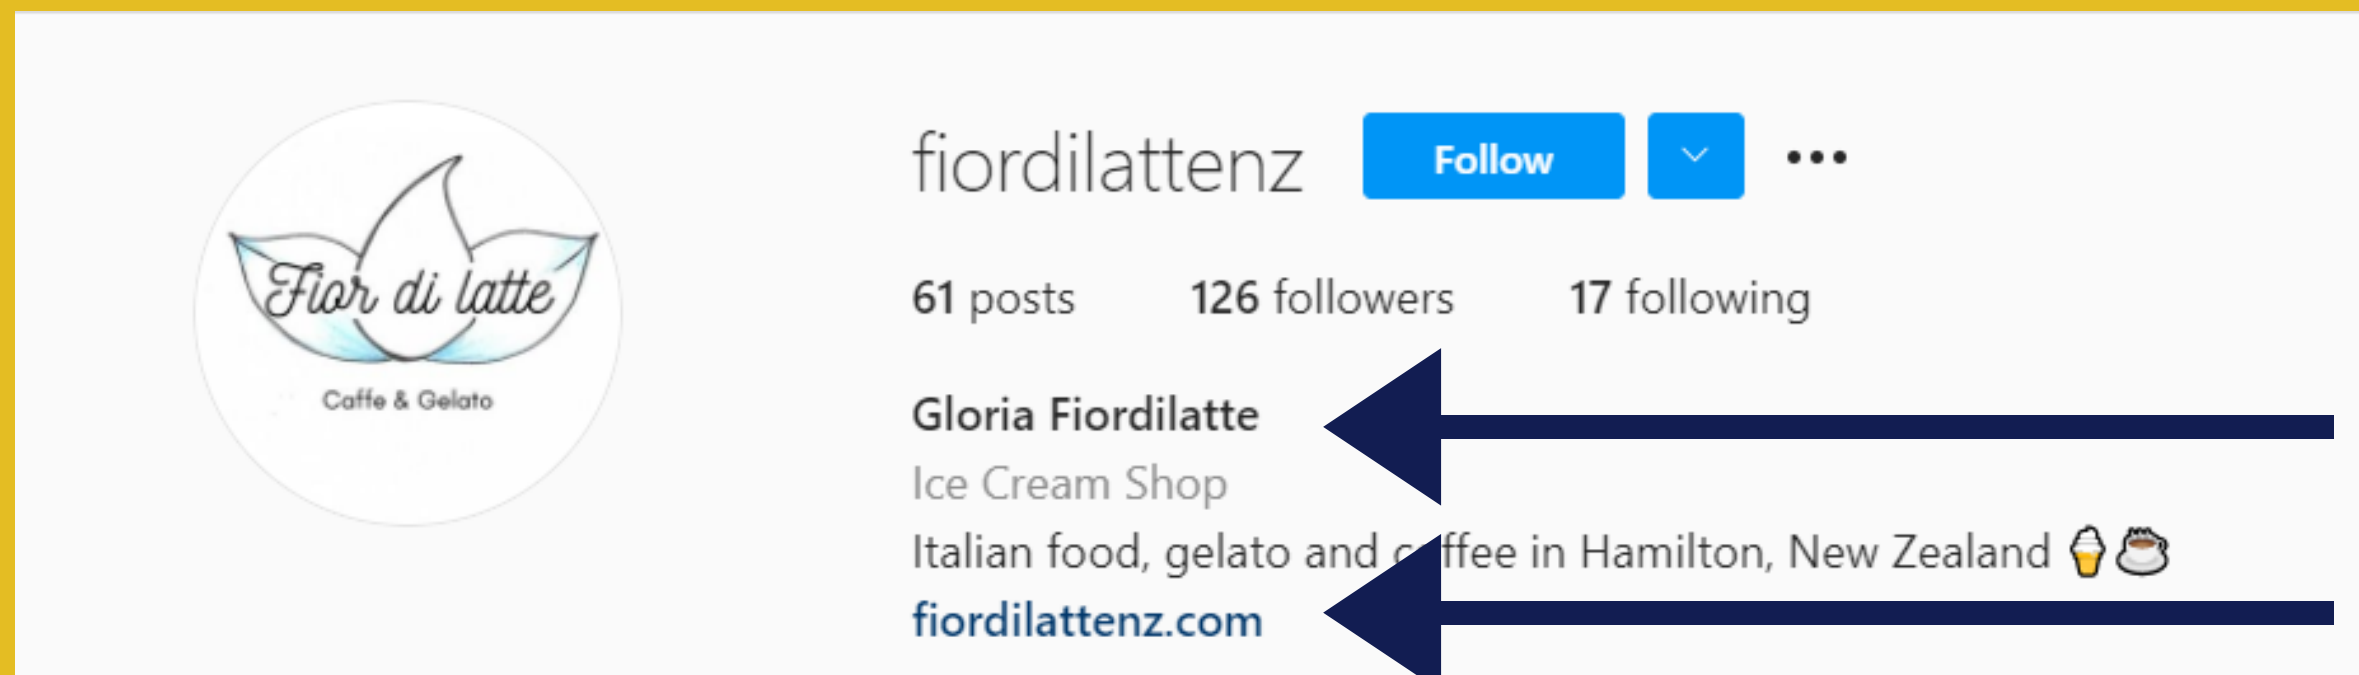 Fior di latte
Caffe & Gelato
fiordilattenz Follow
61 posts 126 followers 17 following
Gloria Fiordilatte
Ice Cream Shop
Italian food, gelato and coffee in Hamilton, New Zealand 🍦☕
fiordilattenz.com